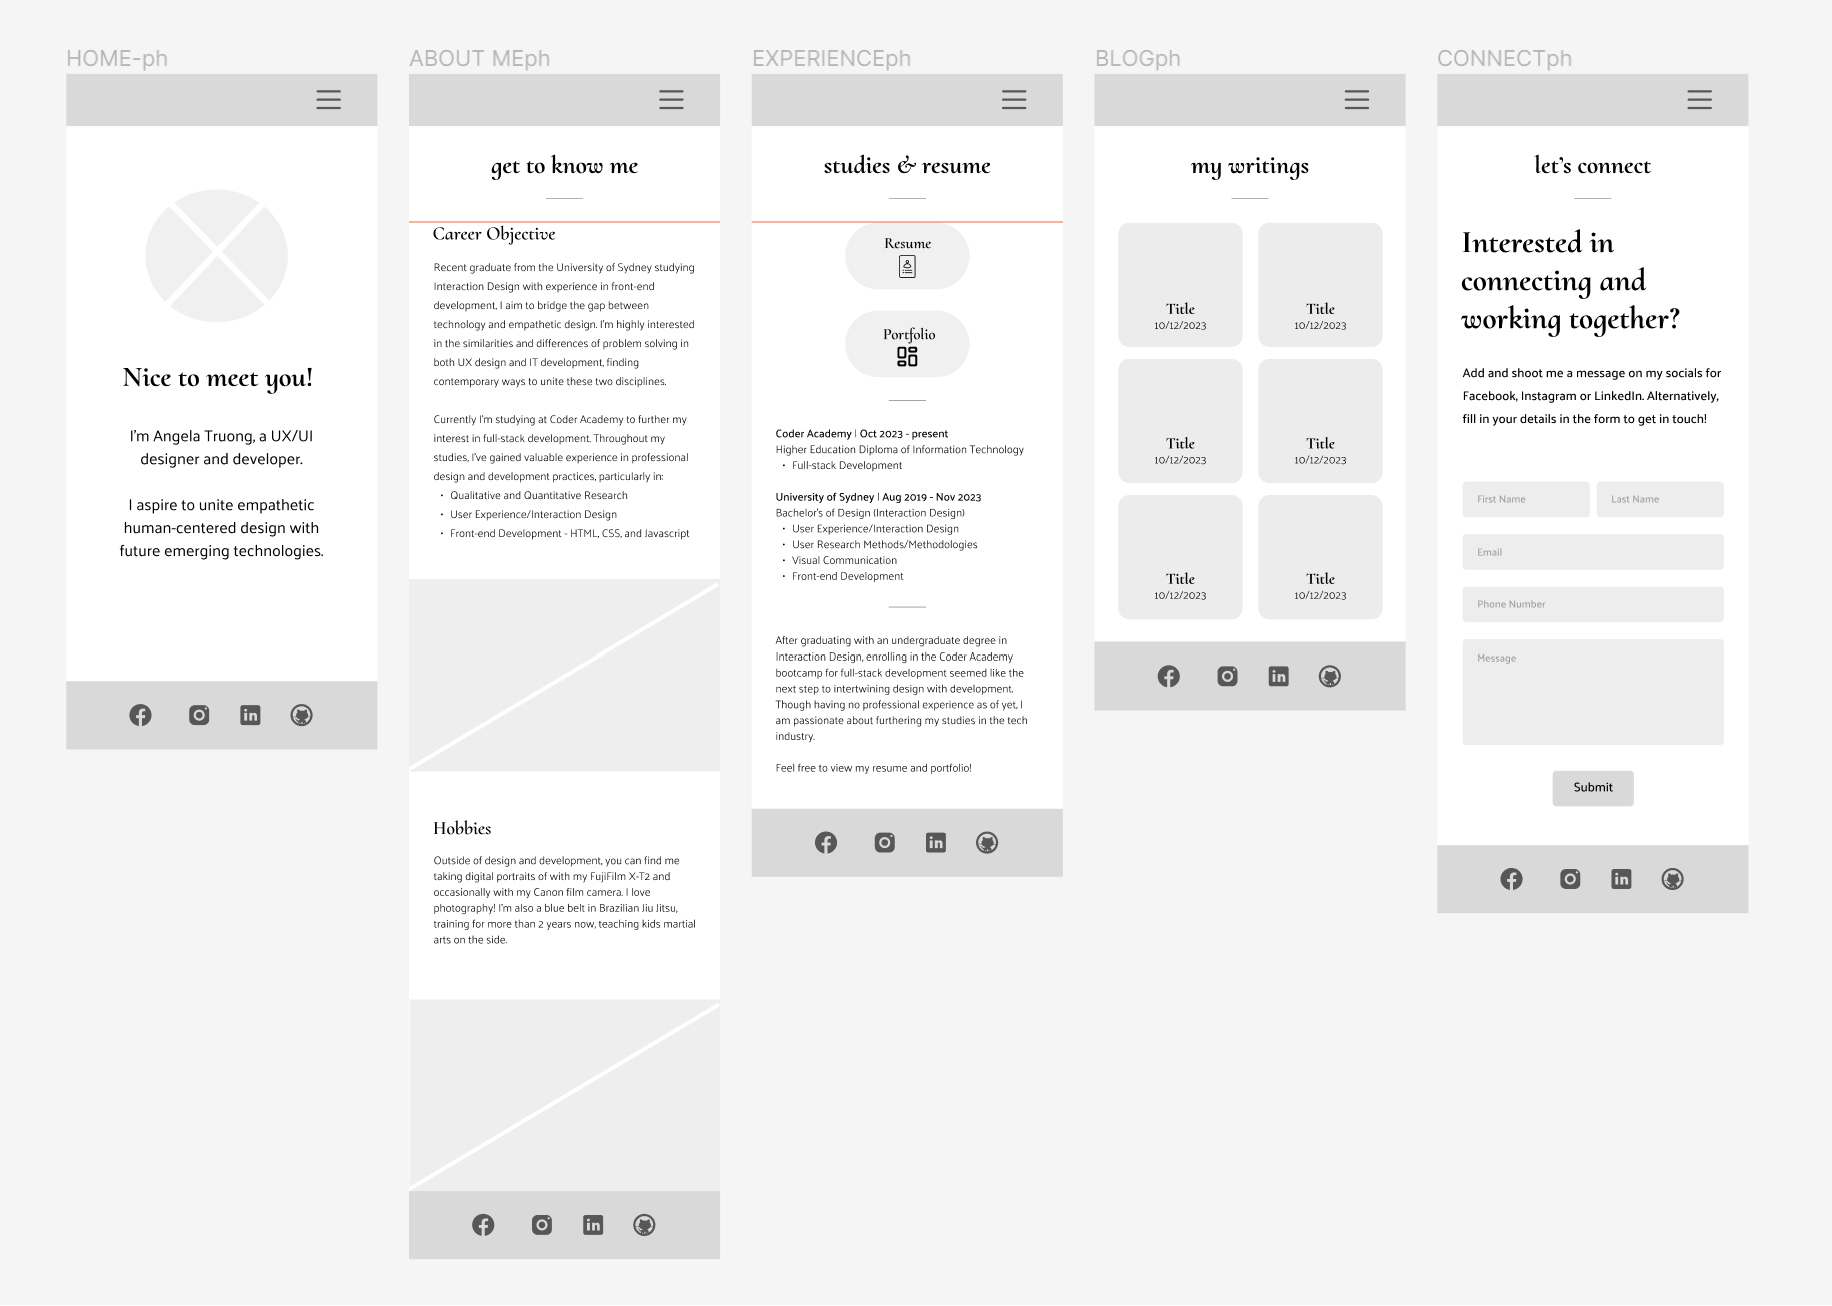 HOME-ph
Nice to meet you!
I'm Angela Truong, a UX/UI
designer and developer.
I aspire to unite empathetic
human-centered design with
future emerging technologies.
ABOUT MEph
get to know me
Career Objective
Recent graduate from the University of Sydney studying
Interaction Design with experience in front-end
development, I aim to bridge the gap between
technology and empathetic design. I'm highly interested
in the similarities and differences of problem solving in
both UX design and IT development, finding
contemporary ways to unite these two disciplines.
Currently I'm studying at Coder Academy to further my
interest in full-stack development. Throughout my
studies, I've gained valuable experience in professional
design and development practices, particularly in:
• Qualitative and Quantitative Research
• User Experience/Interaction Design
• Front-end Development - HTML, CSS, and Javascript
Hobbies
Outside of design and development, you can find me
taking digital portraits of with my FujiFilm X-T2 and
occasionally with my Canon film camera. I love
photography! I'm also a blue belt in Brazilian Jiu Jitsu,
training for more than 2 years now, teaching kids martial
arts on the side.
EXPERIENCEph
studies & resume
Resume
Portfolio
Coder Academy | Oct 2023 - present
Higher Education Diploma of Information Technology
• Full-stack Development
University of Sydney | Aug 2019 - Nov 2023
Bachelor's of Design (Interaction Design)
• User Experience/Interaction Design
• User Research Methods/Methodologies
• Visual Communication
• Front-end Development
After graduating with an undergraduate degree in
Interaction Design, enrolling in the Coder Academy
bootcamp for full-stack development seemed like the
next step to intertwining design with development.
Though having no professional experience as of yet, I
am passionate about furthering my studies in the tech
industry.
Feel free to view my resume and portfolio!
BLOGph
my writings
Title
10/12/2023
Title
10/12/2023
Title
10/12/2023
Title
10/12/2023
Title
10/12/2023
Title
10/12/2023
CONNECTph
let's connect
Interested in
connecting and
working together?
Add and shoot me a message on my socials for
Facebook, Instagram or LinkedIn. Alternatively,
fill in your details in the form to get in touch!
First Name
Last Name
Email
Phone Number
Message
Submit